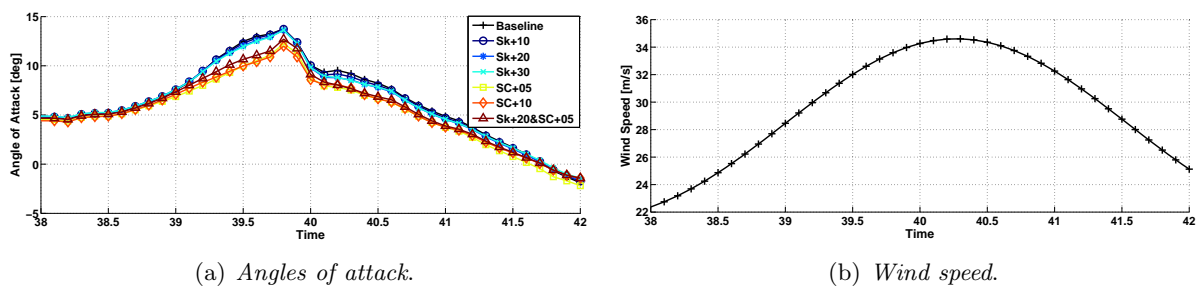 15
10
5
0
−5
Angle of Attack [deg]
38 38.5 39 39.5 40 40.5 41 41.5 42
Time
Baseline
Sk+10
Sk+20
Sk+30
SC+05
SC+10
Sk+20&SC+05
(a) Angles of attack.
36
34
32
30
28
26
24
22
Wind Speed [m/s]
38 38.5 39 39.5 40 40.5 41 41.5 42
Time
(b) Wind speed.